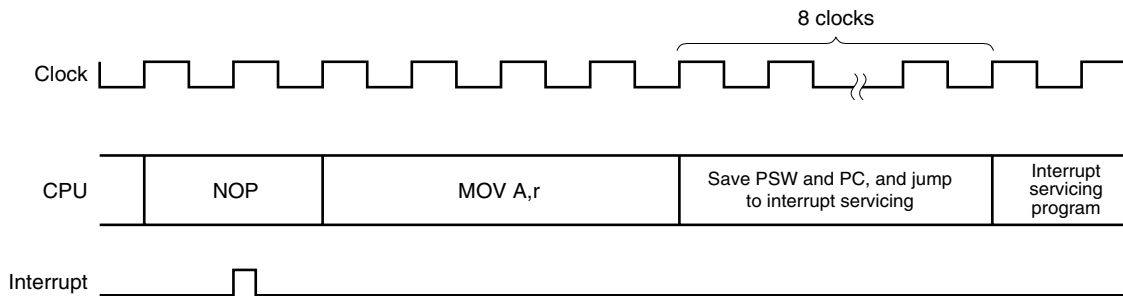 8 clocks
Clock
CPU
NOP
MOV A,r
Save PSW and PC, and jump
to interrupt servicing
Interrupt
servicing
program
Interrupt